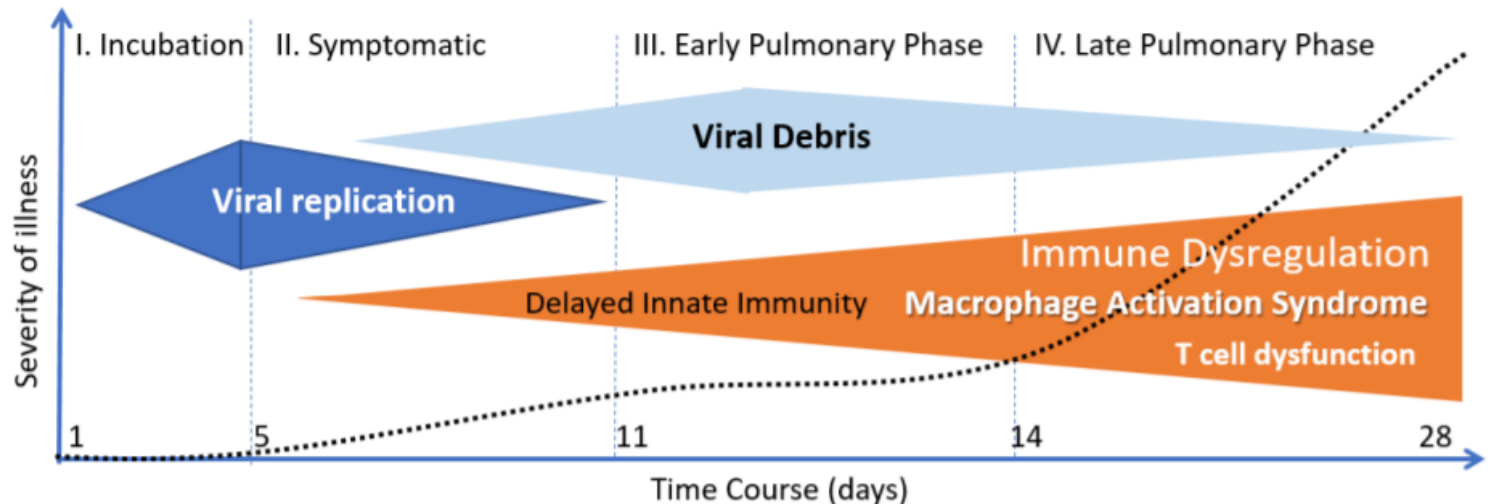 I. Incubation
II. Symptomatic
III. Early Pulmonary Phase
IV. Late Pulmonary Phase
Viral Debris
Viral replication
Immune Dysregulation
Delayed Innate Immunity
Macrophage Activation Syndrome
T cell dysfunction
Severity of illness
1
5
11
14
28
Time Course (days)